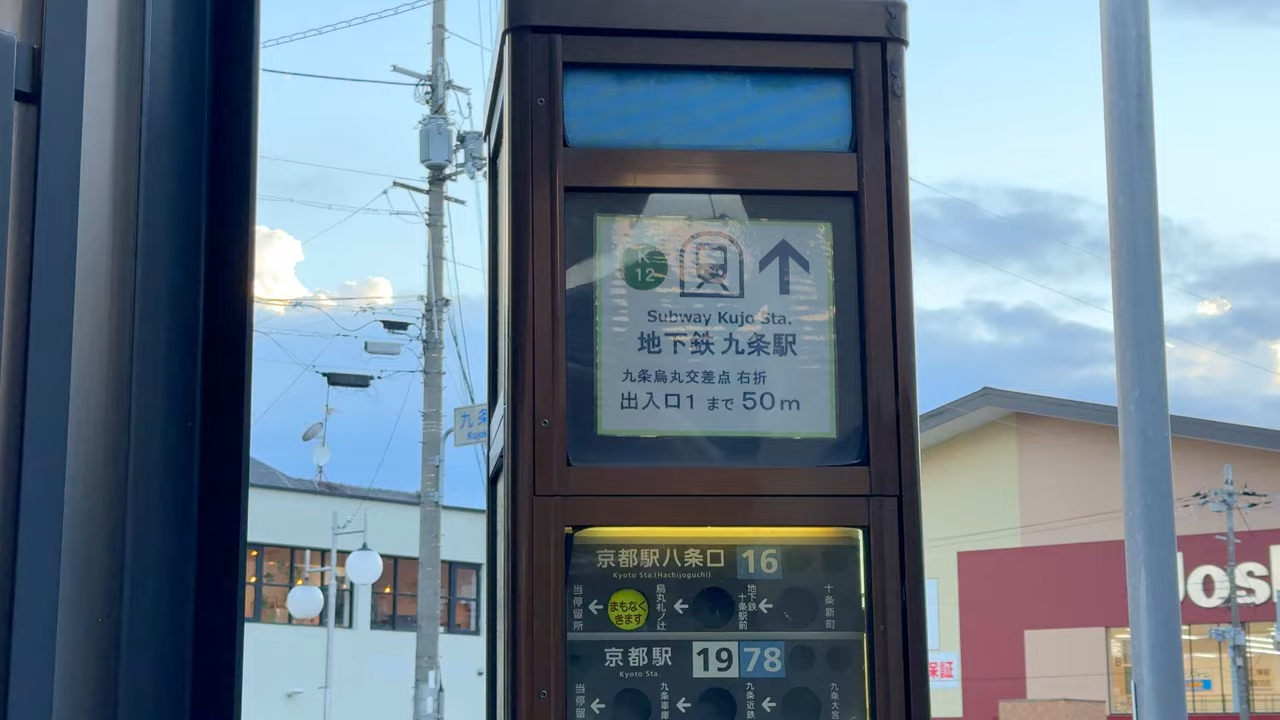 K
12
Subway Kujo Sta.
地下鉄 九条駅
九条烏丸交差点 右折
出入口1 まで 50m
九条
Kujo
京都駅八条口 16
Kyoto Sta.(Hachijoguchi)
当停留所
まもなくきます
烏丸札ノ辻
地下鉄十条駅前
十条新町
京都駅 19 78
Kyoto Sta.
当停留
九条車庫
九条近鉄
九条大宮
Josh
保証